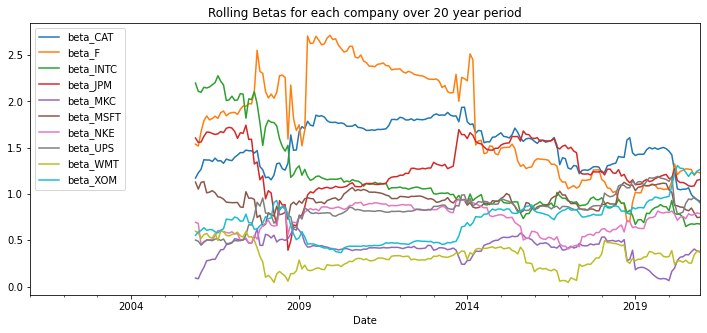 Rolling Betas for each company over 20 year period
beta_CAT
beta_F
beta_INTC
beta_JPM
beta_MKC
beta_MSFT
beta_NKE
beta_UPS
beta_WMT
beta_XOM
2.5
2.0
1.5
1.0
0.5
0.0
2004
2009
2014
2019
Date